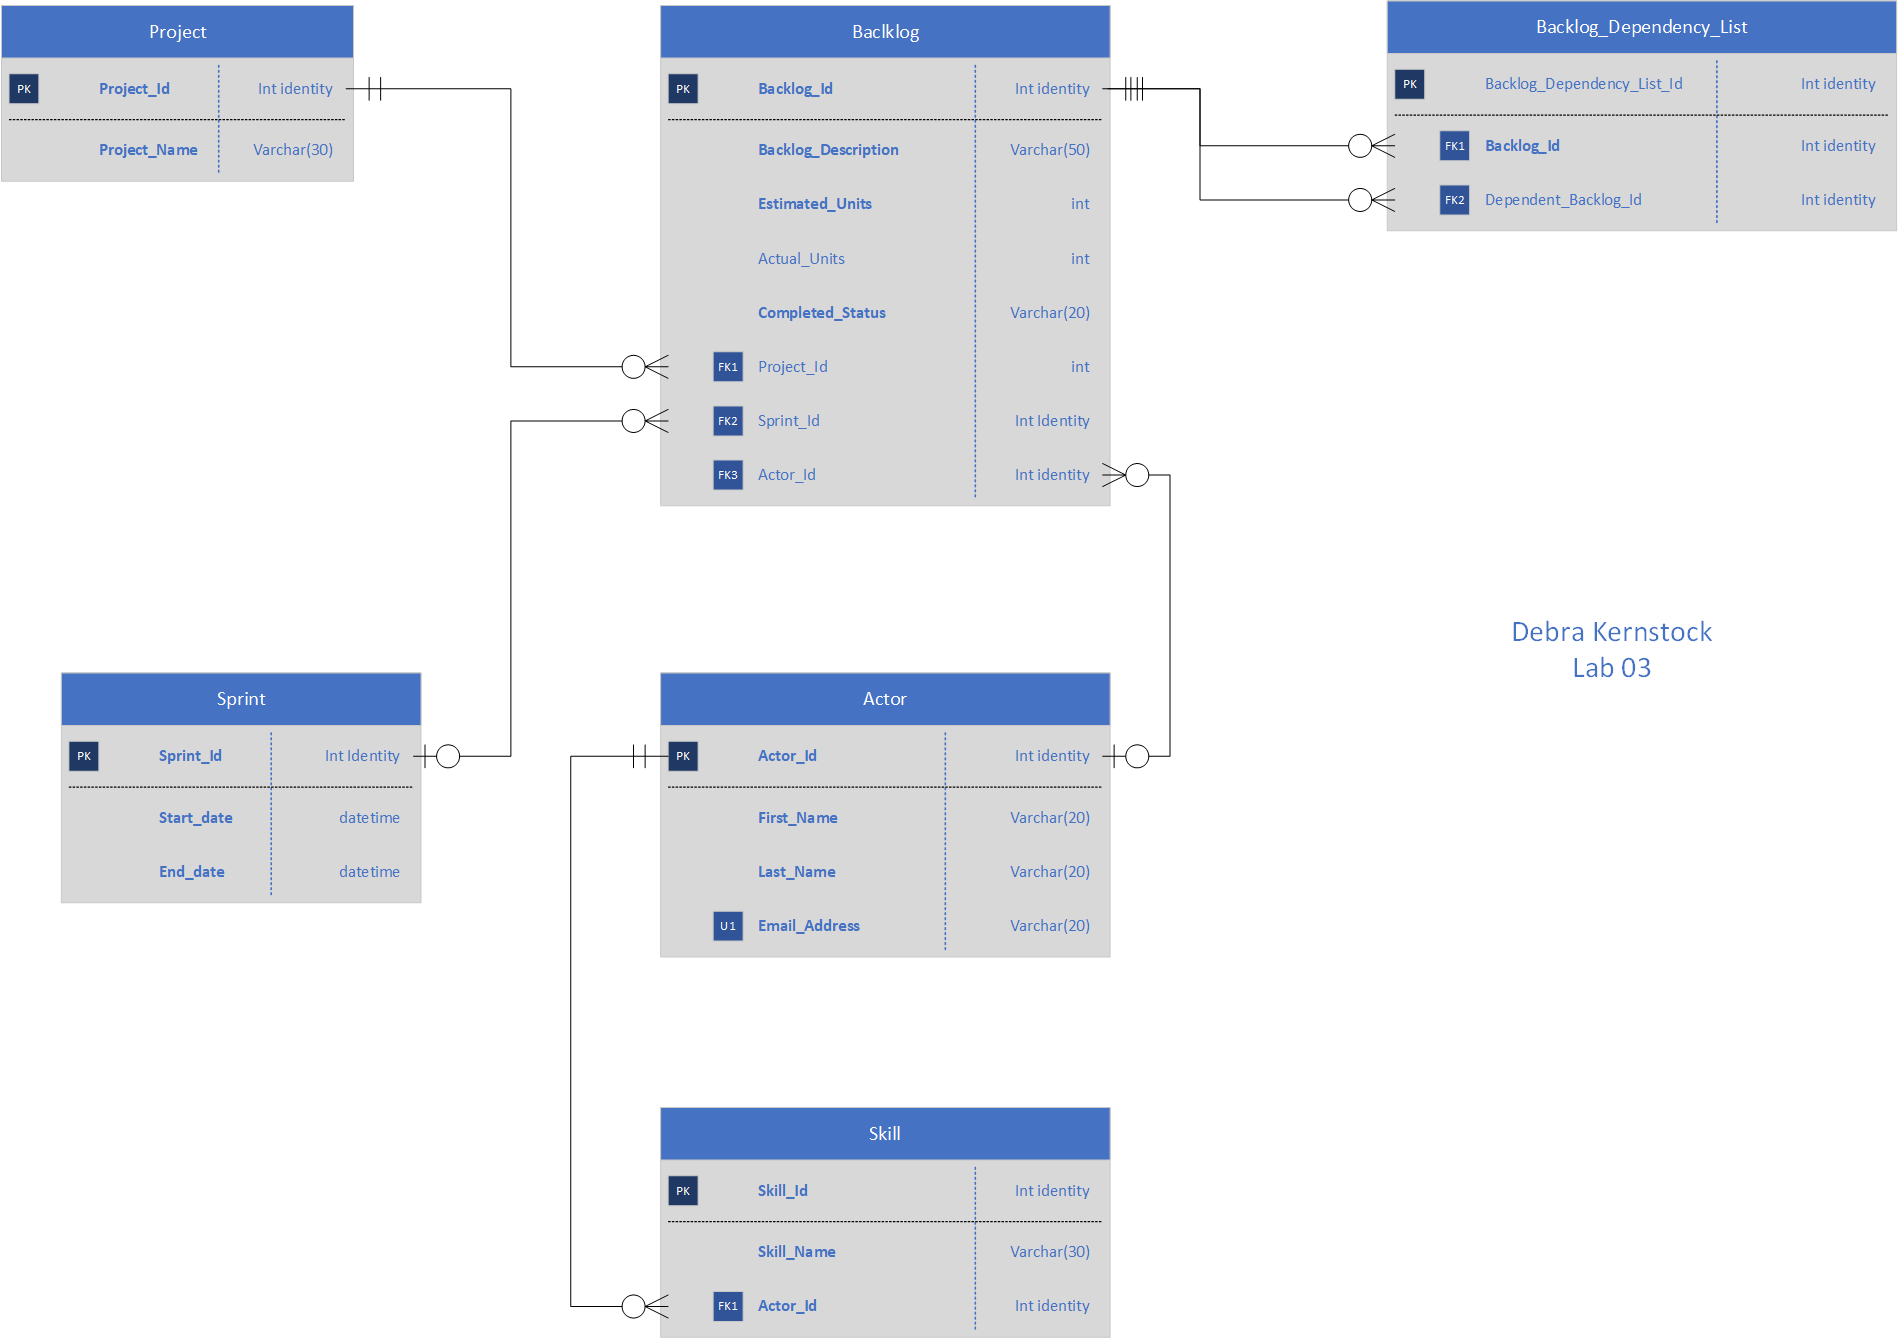 Project
PK Project_Id Int identity
Project_Name Varchar(30)
Baclklog
PK Backlog_Id Int identity
Backlog_Description Varchar(50)
Estimated_Units int
Actual_Units int
Completed_Status Varchar(20)
FK1 Project_Id int
FK2 Sprint_Id Int Identity
FK3 Actor_Id Int identity
Backlog_Dependency_List
PK Backlog_Dependency_List_Id Int identity
FK1 Backlog_Id Int identity
FK2 Dependent_Backlog_Id Int identity
Debra Kernstock
Lab 03
Sprint
PK Sprint_Id Int Identity
Start_date datetime
End_date datetime
Actor
PK Actor_Id Int identity
First_Name Varchar(20)
Last_Name Varchar(20)
U1 Email_Address Varchar(20)
Skill
PK Skill_Id Int identity
Skill_Name Varchar(30)
FK1 Actor_Id Int identity